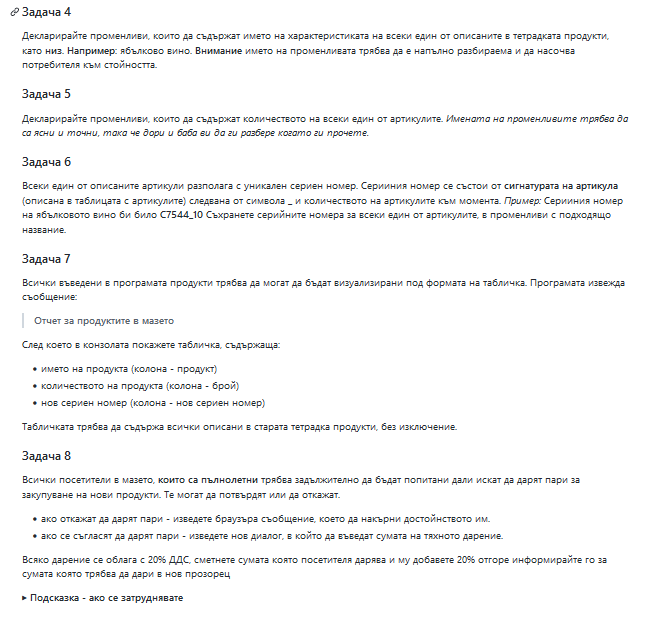 Задача 4
Декларирайте променливи, които да съдържат името на характеристиката на всеки един от описаните в тетрадката продукти,
като низ. Например: ябълково вино. Внимание името на променливата трябва да е напълно разбираема и да насочва
потребителя към стойността.
Задача 5
Декларирайте променливи, които да съдържат количеството на всеки един от артикулите. Имената на променливите трябва да
са ясни и точни, така че дори и баба ви да ги разбере когато ги прочете.
Задача 6
Всеки един от описаните артикули разполага с уникален сериен номер. Серииния номер се състои от сигнатурата на артикула
(описана в таблицата с артикулите) следвана от символа _ и количеството на артикулите към момента. Пример: Серииния номер
на ябълковото вино би било C7544_10 Съхранете серийните номера за всеки един от артикулите, в променливи с подходящо
название.
Задача 7
Всички въведени в програмата продукти трябва да могат да бъдат визуализирани под формата на табличка. Програмата извежда
съобщение:
Отчет за продуктите в мазето
След което в конзолата покажете табличка, съдържаща:
• името на продукта (колона - продукт)
• количеството на продукта (колона - брой)
• нов сериен номер (колона - нов сериен номер)
Табличката трябва да съдържа всички описани в старата тетрадка продукти, без изключение.
Задача 8
Всички посетители в мазето, които са пълнолетни трябва задължително да бъдат попитани дали искат да дарят пари за
закупуване на нови продукти. Те могат да потвърдят или да откажат.
• ако откажат да дарят пари - изведете браузъра съобщение, което да накърни достойнството им.
• ако се съгласят да дарят пари - изведете нов диалог, в който да въведат сумата на тяхното дарение.
Всяко дарение се облага с 20% ДДС, сметнете сумата която посетителя дарява и му добавете 20% отгоре информирайте го за
сумата която трябва да дари в нов прозорец
▸ Подсказка - ако се затруднявате